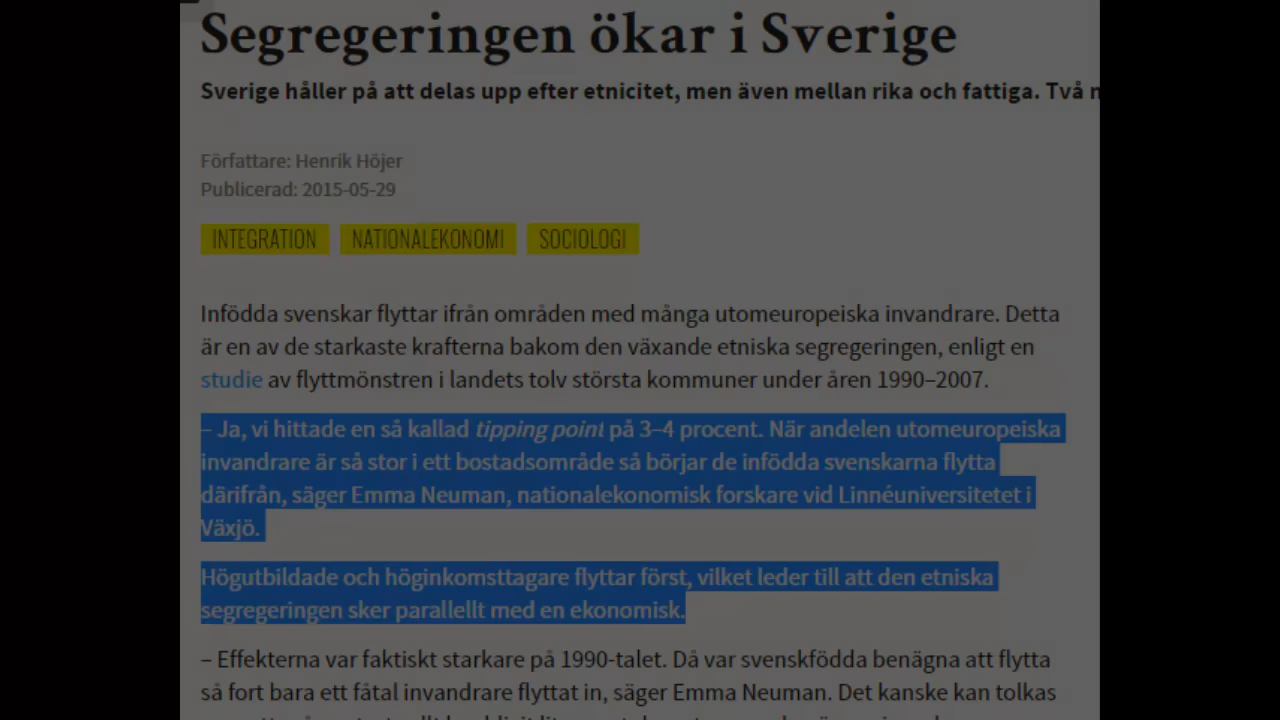 Segregeringen ökar i Sverige
Sverige håller på att delas upp efter etnicitet, men även mellan rika och fattiga. Två
Författare: Henrik Höjer
Publicerad: 2015-05-29
INTEGRATION NATIONALEKONOMI SOCIOLOGI
Infödda svenskar flyttar ifrån områden med många utomeuropeiska invandrare. Detta
är en av de starkaste krafterna bakom den växande etniska segregeringen, enligt en
studie av flyttmönstren i landets tolv största kommuner under åren 1990–2007.
– Ja, vi hittade en så kallad tipping point på 3–4 procent. När andelen utomeuropeiska
invandrare är så stor i ett bostadsområde så börjar de infödda svenskarna flytta
därifrån, säger Emma Neuman, nationalekonomisk forskare vid Linnéuniversitetet i
Växjö.
Högutbildade och höginkomsttagare flyttar först, vilket leder till att den etniska
segregeringen sker parallellt med en ekonomisk.
– Effekterna var faktiskt starkare på 1990-talet. Då var svenskfödda benägna att flytta
så fort bara ett fåtal invandrare flyttat in, säger Emma Neuman. Det kanske kan tolkas